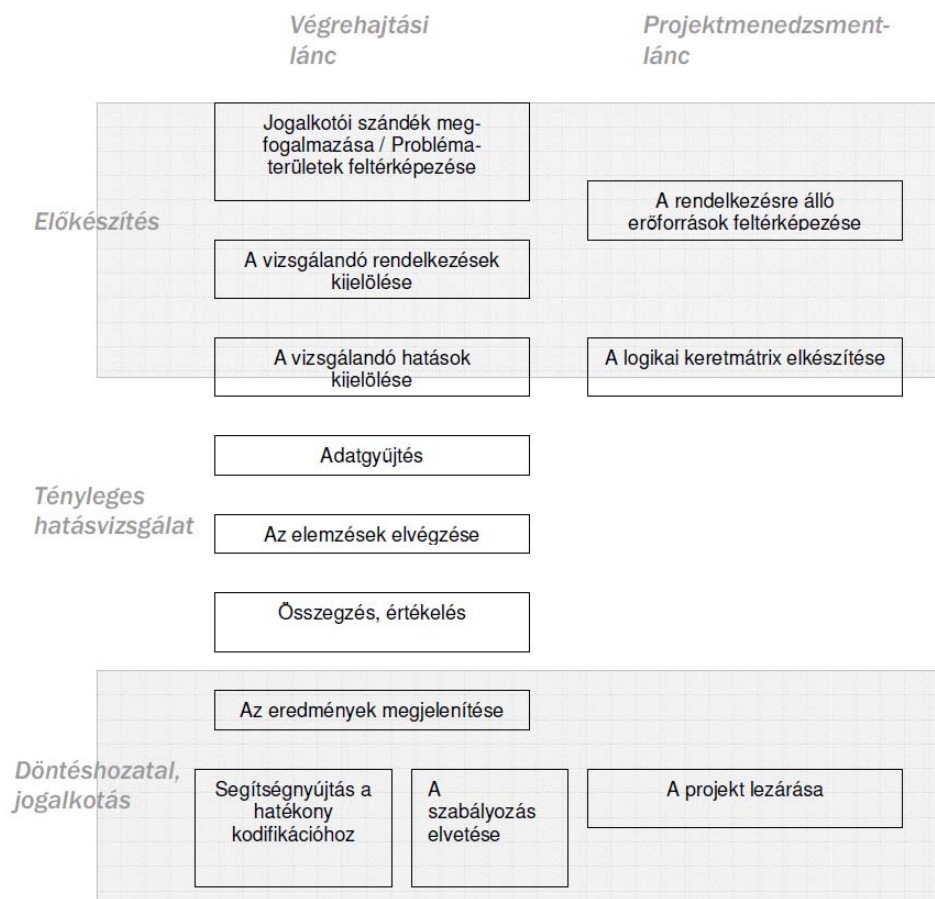 Végrehajtási
lánc
Projektmenedzsment-
lánc
Előkészítés
Jogalkotói szándék meg-
fogalmazása / Probléma-
területek feltérképezése
A rendelkezésre álló
erőforrások feltérképezése
A vizsgálandó rendelkezések
kijelölése
A vizsgálandó hatások
kijelölése
A logikai keretmátrix elkészítése
Tényleges
hatásvizsgálat
Adatgyűjtés
Az elemzések elvégzése
Összegzés, értékelés
Döntéshozatal,
jogalkotás
Az eredmények megjelenítése
Segítségnyújtás a
hatékony
kodifikációhoz
A
szabályozás
elvetése
A projekt lezárása